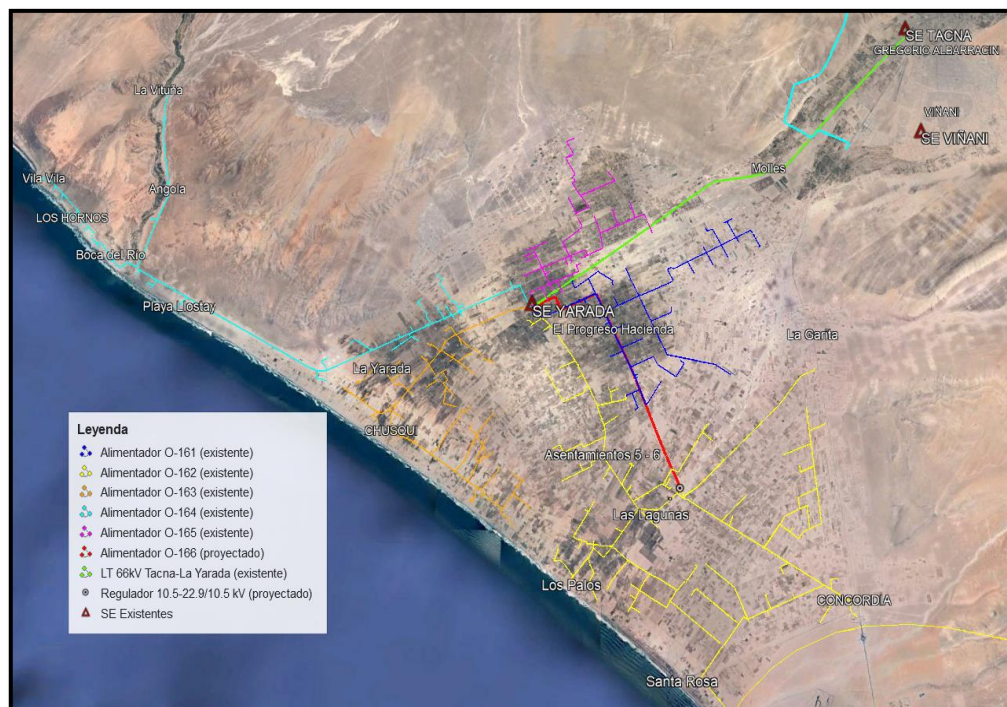 SE TACNA
GREGORIO ALBARRACIN
La Vituña
VIÑANI
SE VIÑANI
Molles
Vila Vila
Angola
LOS HORNOS
Boca del Río
Playa Llostay
SE YARADA
El Progreso Hacienda
La Garita
La Yarada
CHUSQUI
Asentamientos 5 - 6
Las Lagunas
Los Palos
CONCORDIA
Santa Rosa
Leyenda
Alimentador O-161 (existente)
Alimentador O-162 (existente)
Alimentador O-163 (existente)
Alimentador O-164 (existente)
Alimentador O-165 (existente)
Alimentador O-166 (proyectado)
LT 66kV Tacna-La Yarada (existente)
Regulador 10.5-22.9/10.5 kV (proyectado)
SE Existentes